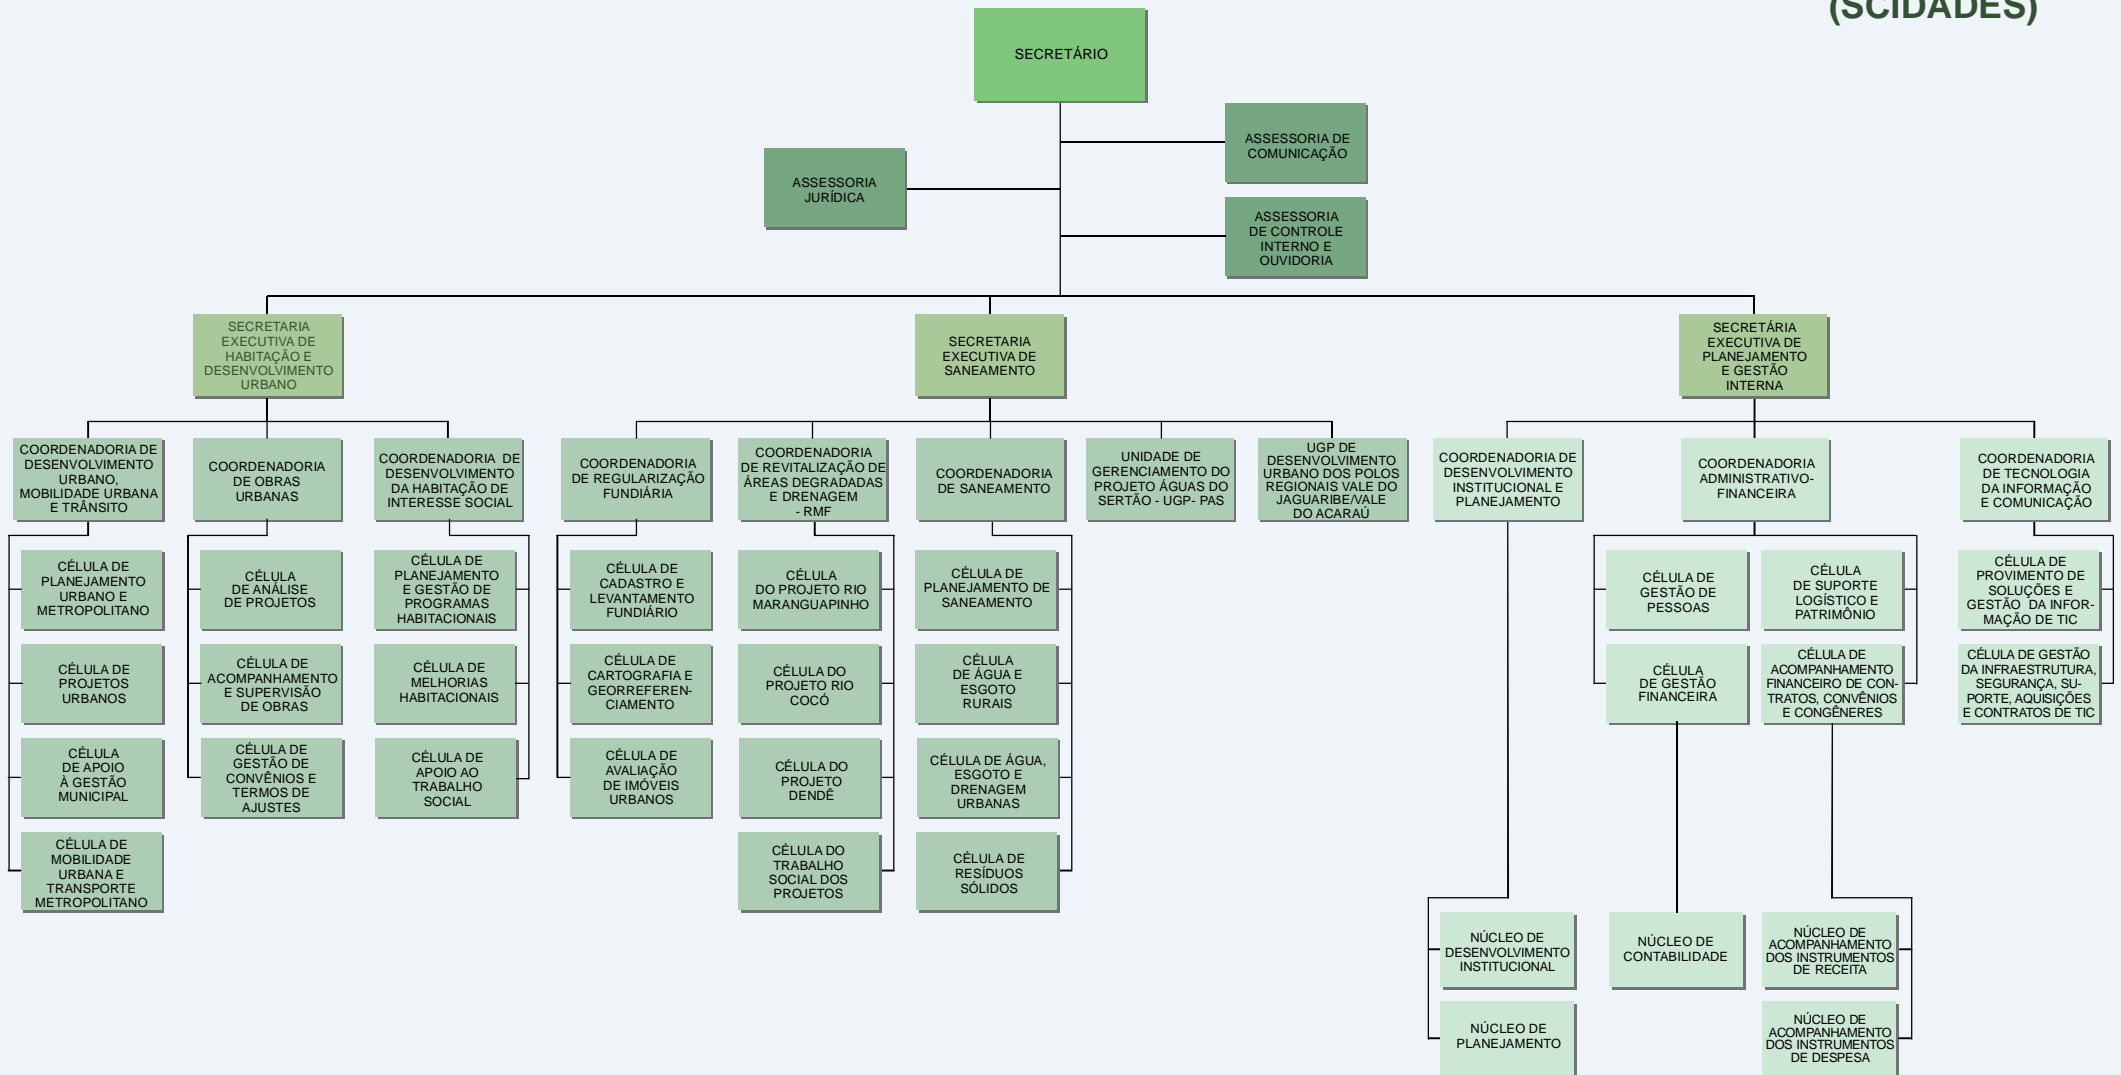 (SCIDADES)
SECRETÁRIO
ASSESSORIA DE
COMUNICAÇÃO
ASSESSORIA
JURÍDICA
ASSESSORIA
DE CONTROLE
INTERNO E
OUVIDORIA
SECRETARIA
EXECUTIVA DE
HABITAÇÃO E
DESENVOLVIMENTO
URBANO
SECRETARIA
EXECUTIVA DE
SANEAMENTO
SECRETÁRIA
EXECUTIVA DE
PLANEJAMENTO
E GESTÃO
INTERNA
COORDENADORIA DE
DESENVOLVIMENTO
URBANO,
MOBILIDADE URBANA
E TRÂNSITO
COORDENADORIA
DE OBRAS
URBANAS
COORDENADORIA DE
DESENVOLVIMENTO
DA HABITAÇÃO DE
INTERESSE SOCIAL
COORDENADORIA
DE REGULARIZAÇÃO
FUNDIÁRIA
COORDENADORIA
DE REVITALIZAÇÃO DE
ÁREAS DEGRADADAS
E DRENAGEM
- RMF
COORDENADORIA
DE SANEAMENTO
UNIDADE DE
GERENCIAMENTO DO
PROJETO ÁGUAS DO
SERTÃO - UGP- PAS
UGP DE
DESENVOLVIMENTO
URBANO DOS POLOS
REGIONAIS VALE DO
JAGUARIBE/VALE
DO ACARAÚ
COORDENADORIA DE
DESENVOLVIMENTO
INSTITUCIONAL E
PLANEJAMENTO
COORDENADORIA
ADMINISTRATIVO-
FINANCEIRA
COORDENADORIA
DE TECNOLOGIA
DA INFORMAÇÃO
E COMUNICAÇÃO
CÉLULA DE
PLANEJAMENTO
URBANO E
METROPOLITANO
CÉLULA
DE ANÁLISE
DE PROJETOS
CÉLULA DE
PLANEJAMENTO
E GESTÃO DE
PROGRAMAS
HABITACIONAIS
CÉLULA DE
CADASTRO E
LEVANTAMENTO
FUNDIÁRIO
CÉLULA
DO PROJETO RIO
MARANGUAPINHO
CÉLULA DE
PLANEJAMENTO DE
SANEAMENTO
CÉLULA DE
GESTÃO DE
PESSOAS
CÉLULA
DE SUPORTE
LOGÍSTICO E
PATRIMÔNIO
CÉLULA DE
PROVIMENTO DE
SOLUÇÕES E
GESTÃO DA INFOR-
MAÇÃO DE TIC
CÉLULA DE
PROJETOS
URBANOS
CÉLULA DE
ACOMPANHAMENTO
E SUPERVISÃO
DE OBRAS
CÉLULA DE
MELHORIAS
HABITACIONAIS
CÉLULA DE
CARTOGRAFIA E
GEORREFEREN-
CIAMENTO
CÉLULA DO
PROJETO RIO
COCÓ
CÉLULA
DE ÁGUA E
ESGOTO
RURAIS
CÉLULA
DE GESTÃO
FINANCEIRA
CÉLULA DE
ACOMPANHAMENTO
FINANCEIRO DE CON-
TRATOS, CONVÊNIOS
E CONGÊNERES
CÉLULA DE GESTÃO
DA INFRAESTRUTURA,
SEGURANÇA, SU-
PORTE, AQUISIÇÕES
E CONTRATOS DE TIC
CÉLULA
DE APOIO
À GESTÃO
MUNICIPAL
CÉLULA DE
GESTÃO DE
CONVÊNIOS E
TERMOS DE
AJUSTES
CÉLULA DE
APOIO AO
TRABALHO
SOCIAL
CÉLULA DE
AVALIAÇÃO
DE IMÓVEIS
URBANOS
CÉLULA DO
PROJETO
DENDÊ
CÉLULA DE ÁGUA,
ESGOTO E
DRENAGEM
URBANAS
CÉLULA DE
MOBILIDADE
URBANA E
TRANSPORTE
METROPOLITANO
CÉLULA DO
TRABALHO
SOCIAL DOS
PROJETOS
CÉLULA DE
RESÍDUOS
SÓLIDOS
NÚCLEO DE
DESENVOLVIMENTO
INSTITUCIONAL
NÚCLEO DE
CONTABILIDADE
NÚCLEO DE
ACOMPANHAMENTO
DOS INSTRUMENTOS
DE RECEITA
NÚCLEO DE
PLANEJAMENTO
NÚCLEO DE
ACOMPANHAMENTO
DOS INSTRUMENTOS
DE DESPESA